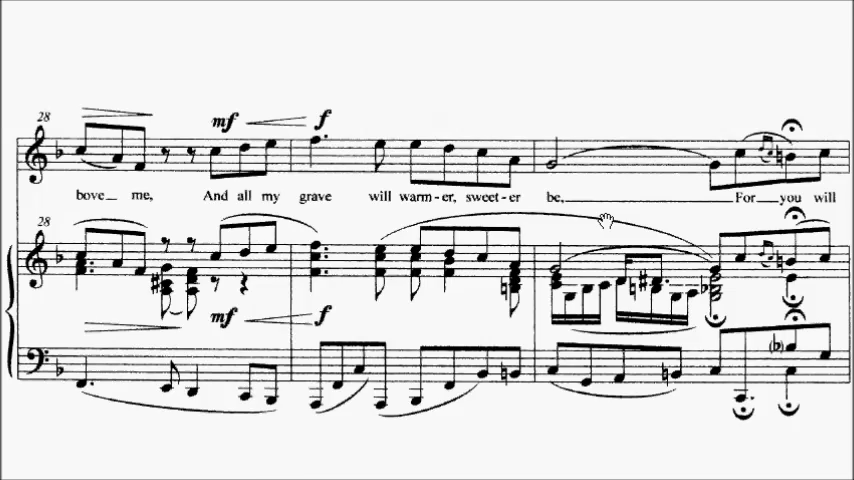 28
mf f
bove_ me, And all my grave will warm-er, sweet-er be,_ For_ you will
28
mf f
(b)